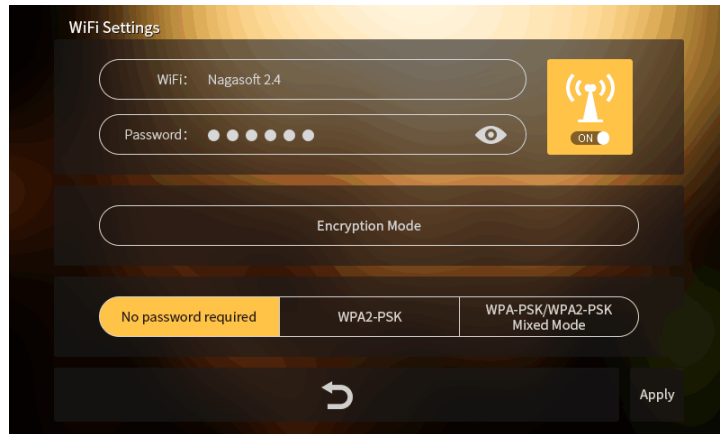 WiFi Settings
WiFi: Nagasoft 2.4
Password:
ON
Encryption Mode
No password required
WPA2-PSK
WPA-PSK/WPA2-PSK
Mixed Mode
Apply